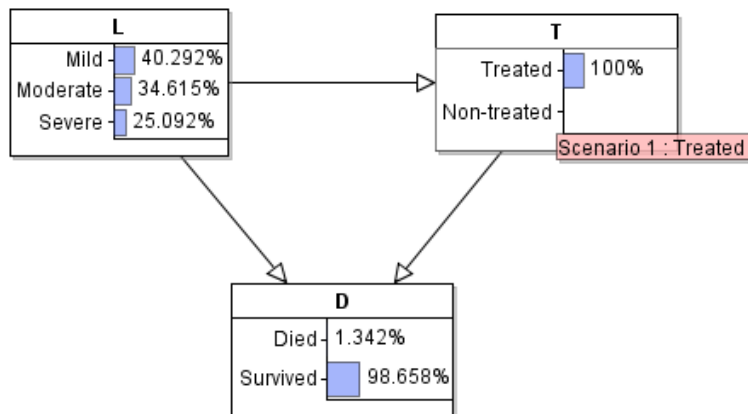 L
Mild 40.292%
Moderate 34.615%
Severe 25.092%
T
Treated 100%
Non-treated
Scenario 1 : Treated
D
Died 1.342%
Survived 98.658%